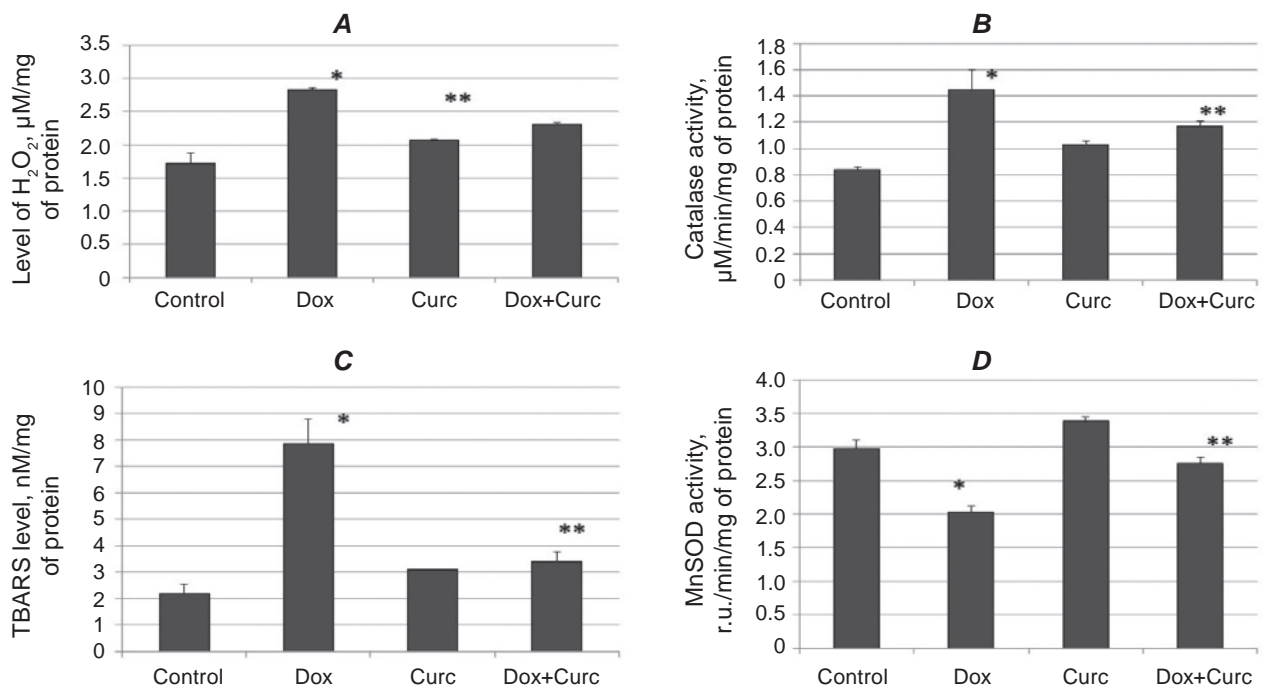 A
Level of H₂O₂, µM/mg
of protein
3.5
3.0
2.5
2.0
1.5
1.0
0.5
0
*
**
Control Dox Curc Dox+Curc
B
Catalase activity,
µM/min/mg of protein
1.8
1.6
1.4
1.2
1.0
0.8
0.6
0.4
0.2
0
*
**
Control Dox Curc Dox+Curc
C
TBARS level, nM/mg
of protein
10
9
8
7
6
5
4
3
2
1
0
*
**
Control Dox Curc Dox+Curc
D
MnSOD activity,
r.u./min/mg of protein
4.0
3.5
3.0
2.5
2.0
1.5
1.0
0.5
0
*
**
Control Dox Curc Dox+Curc